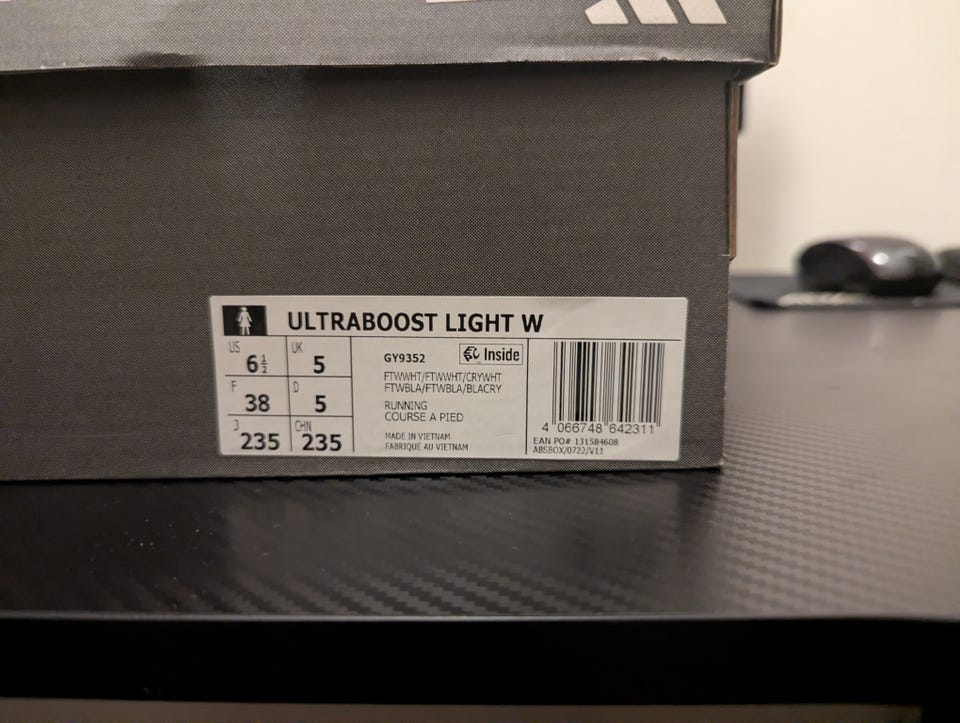 ULTRABOOST LIGHT W
US 6½
UK 5
F 38
D 5
J 235
CHN 235
GY9352
Inside
FTWWHT/FTWWHT/CRYWHT
FTWBLA/FTWBLA/BLACRY
RUNNING
COURSE A PIED
MADE IN VIETNAM
FABRIQUE AU VIETNAM
4 066748 642311
EAN PO# 131584608
ABSBOX/0722/V11